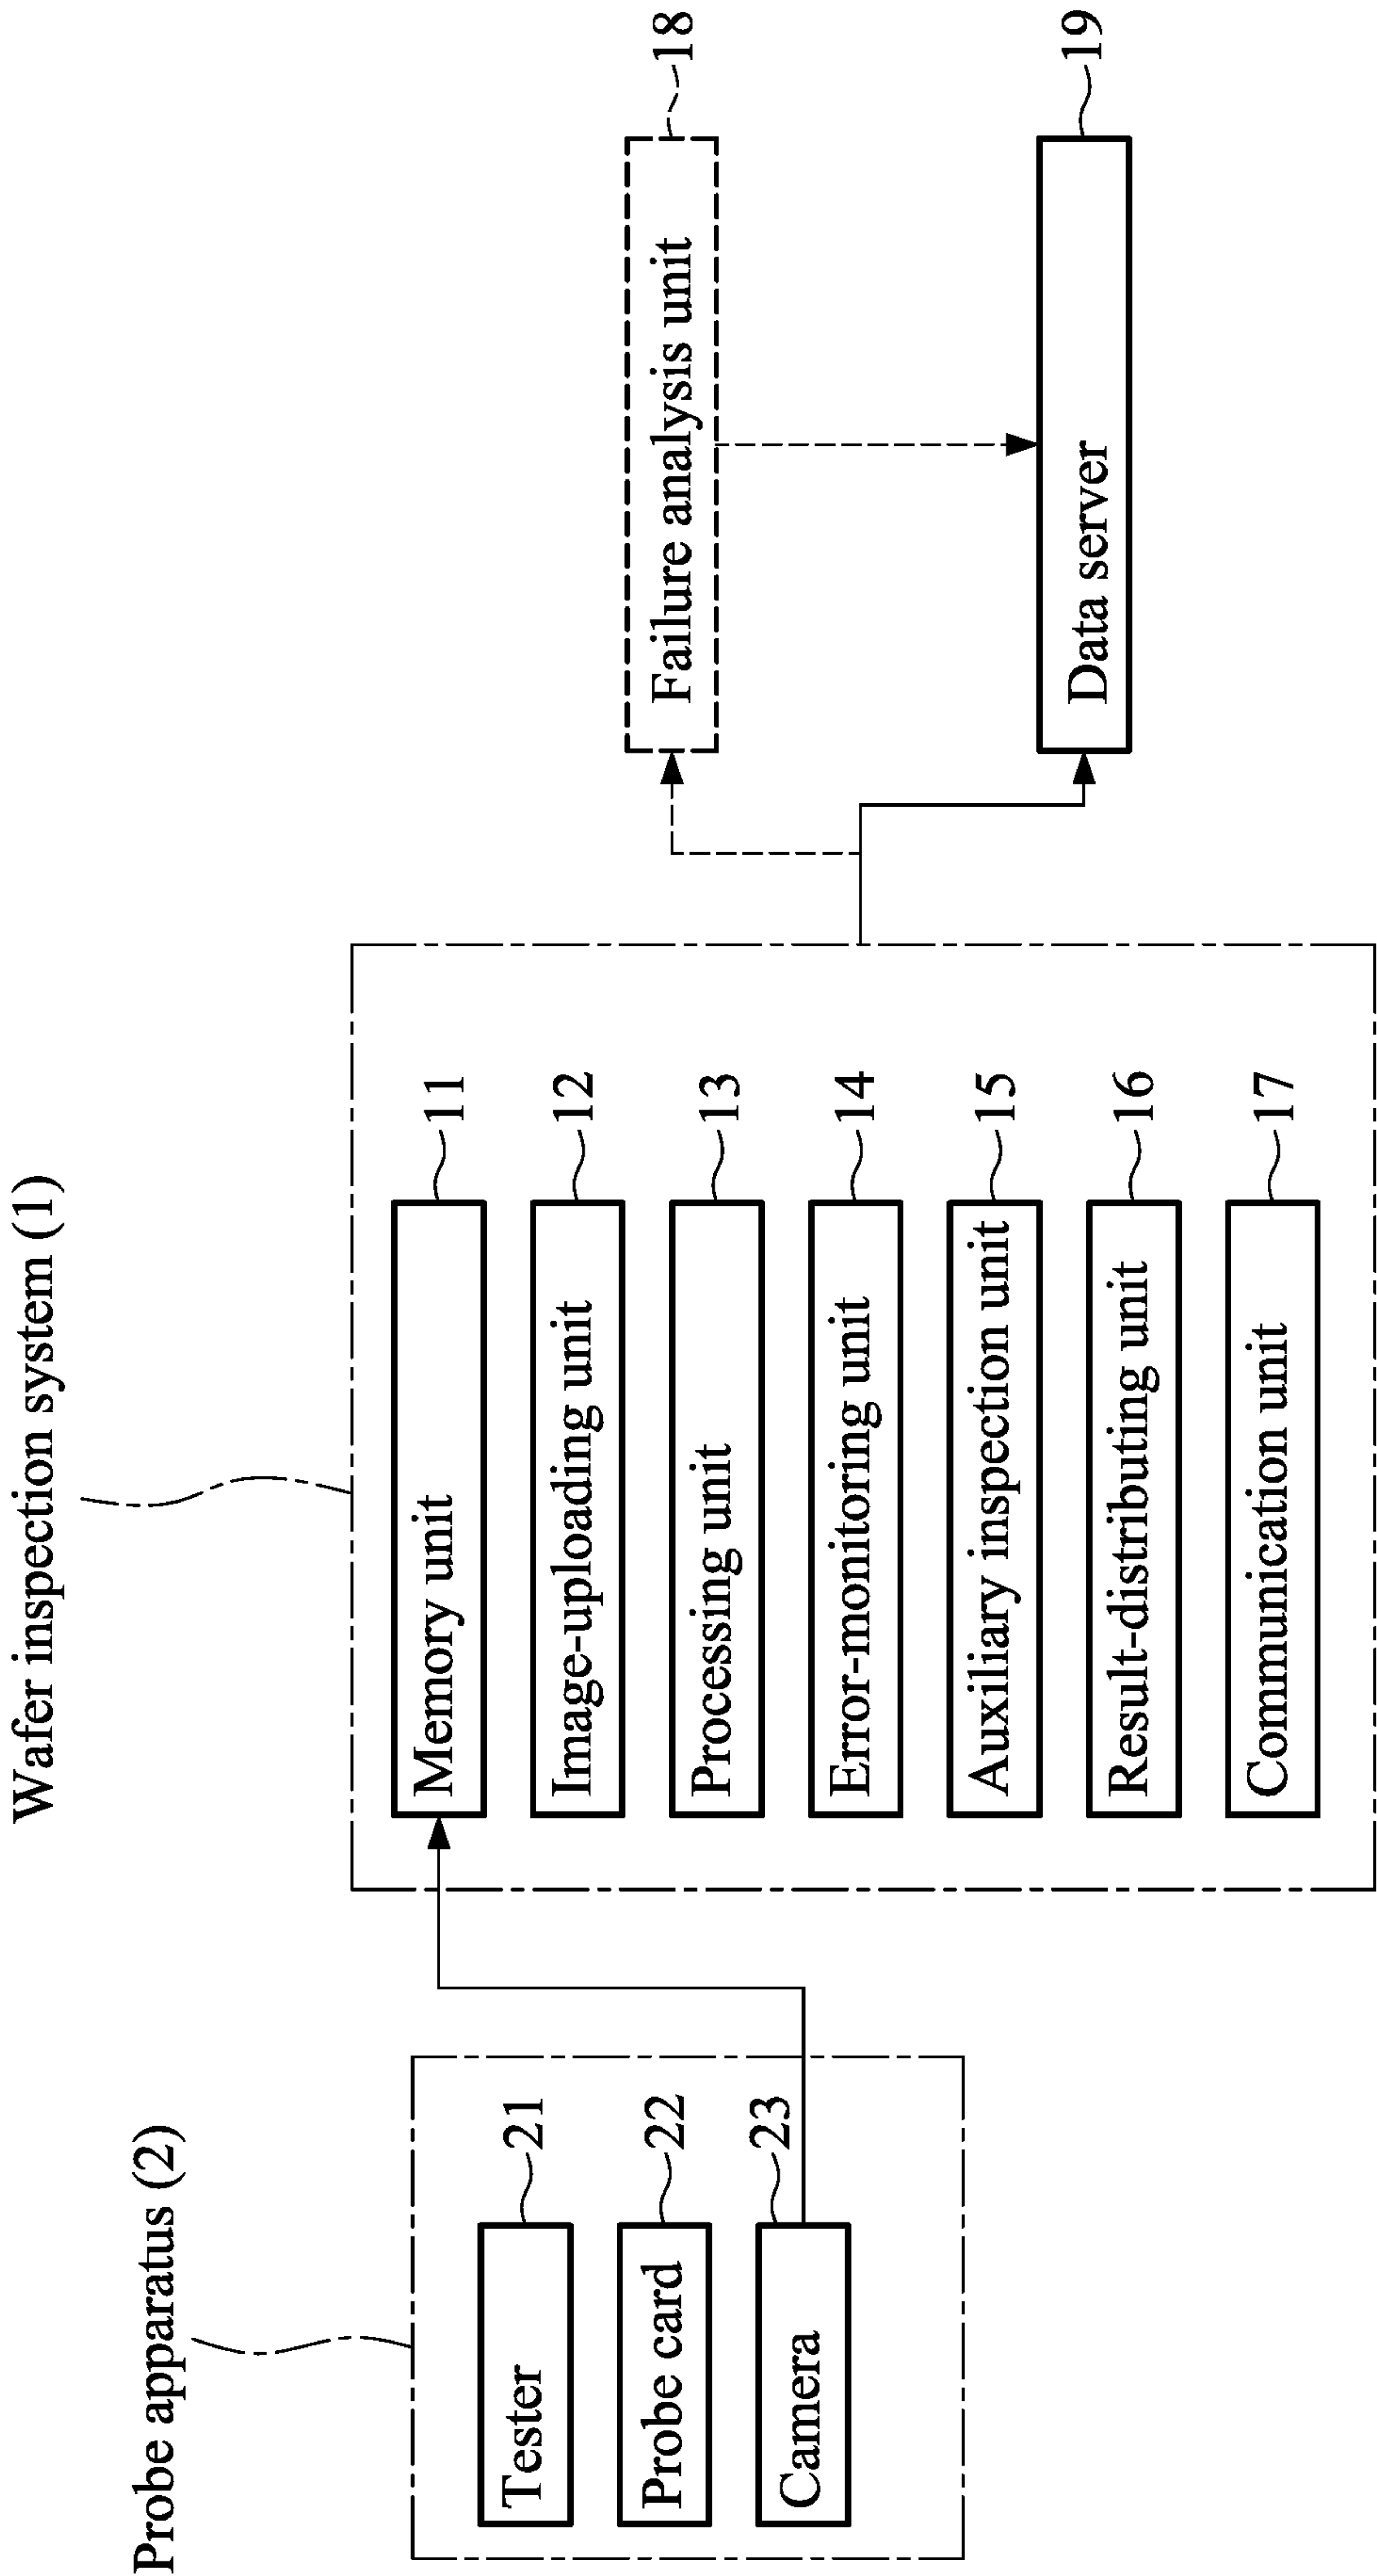 Probe apparatus (2)
Tester
21
Probe card
22
Camera
23
Wafer inspection system (1)
Memory unit
11
Image-uploading unit
12
Processing unit
13
Error-monitoring unit
14
Auxiliary inspection unit
15
Result-distributing unit
16
Communication unit
17
Failure analysis unit
18
Data server
19